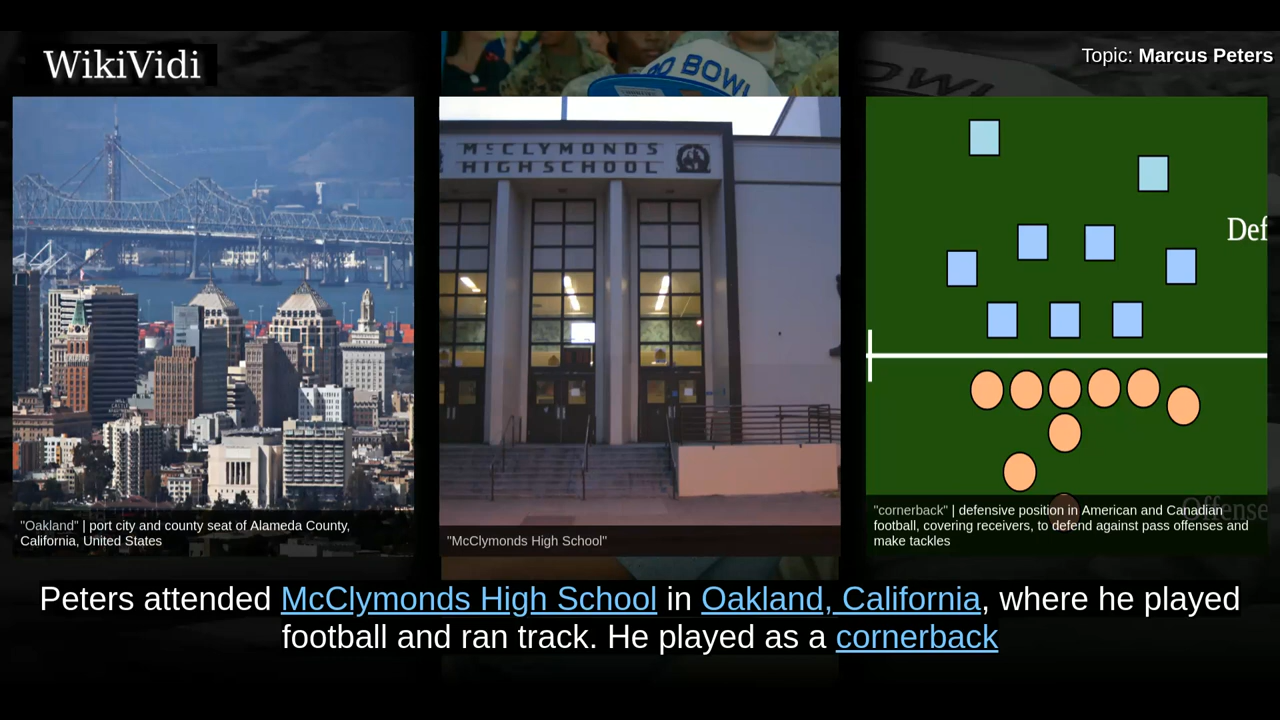 WikiVidi
Topic: Marcus Peters
BOWL
McCLYMONDS
HIGH SCHOOL
Def
Offense
"Oakland" | port city and county seat of Alameda County,
California, United States
"McClymonds High School"
"cornerback" | defensive position in American and Canadian
football, covering receivers, to defend against pass offenses and
make tackles
Peters attended McClymonds High School in Oakland, California, where he played
football and ran track. He played as a cornerback